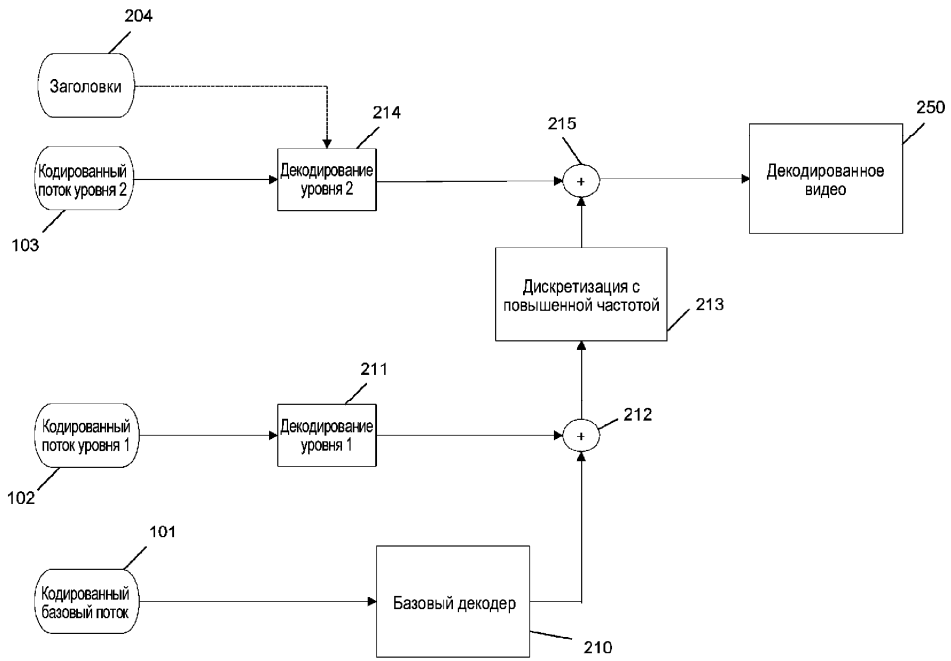 204
Заголовки
214
215
250
Кодированный
поток уровня 2
Декодирование
уровня 2
+
Декодированное
видео
103
Дискретизация с
повышенной частотой
213
211
212
Кодированный
поток уровня 1
Декодирование
уровня 1
+
102
101
Кодированный
базовый поток
Базовый декодер
210